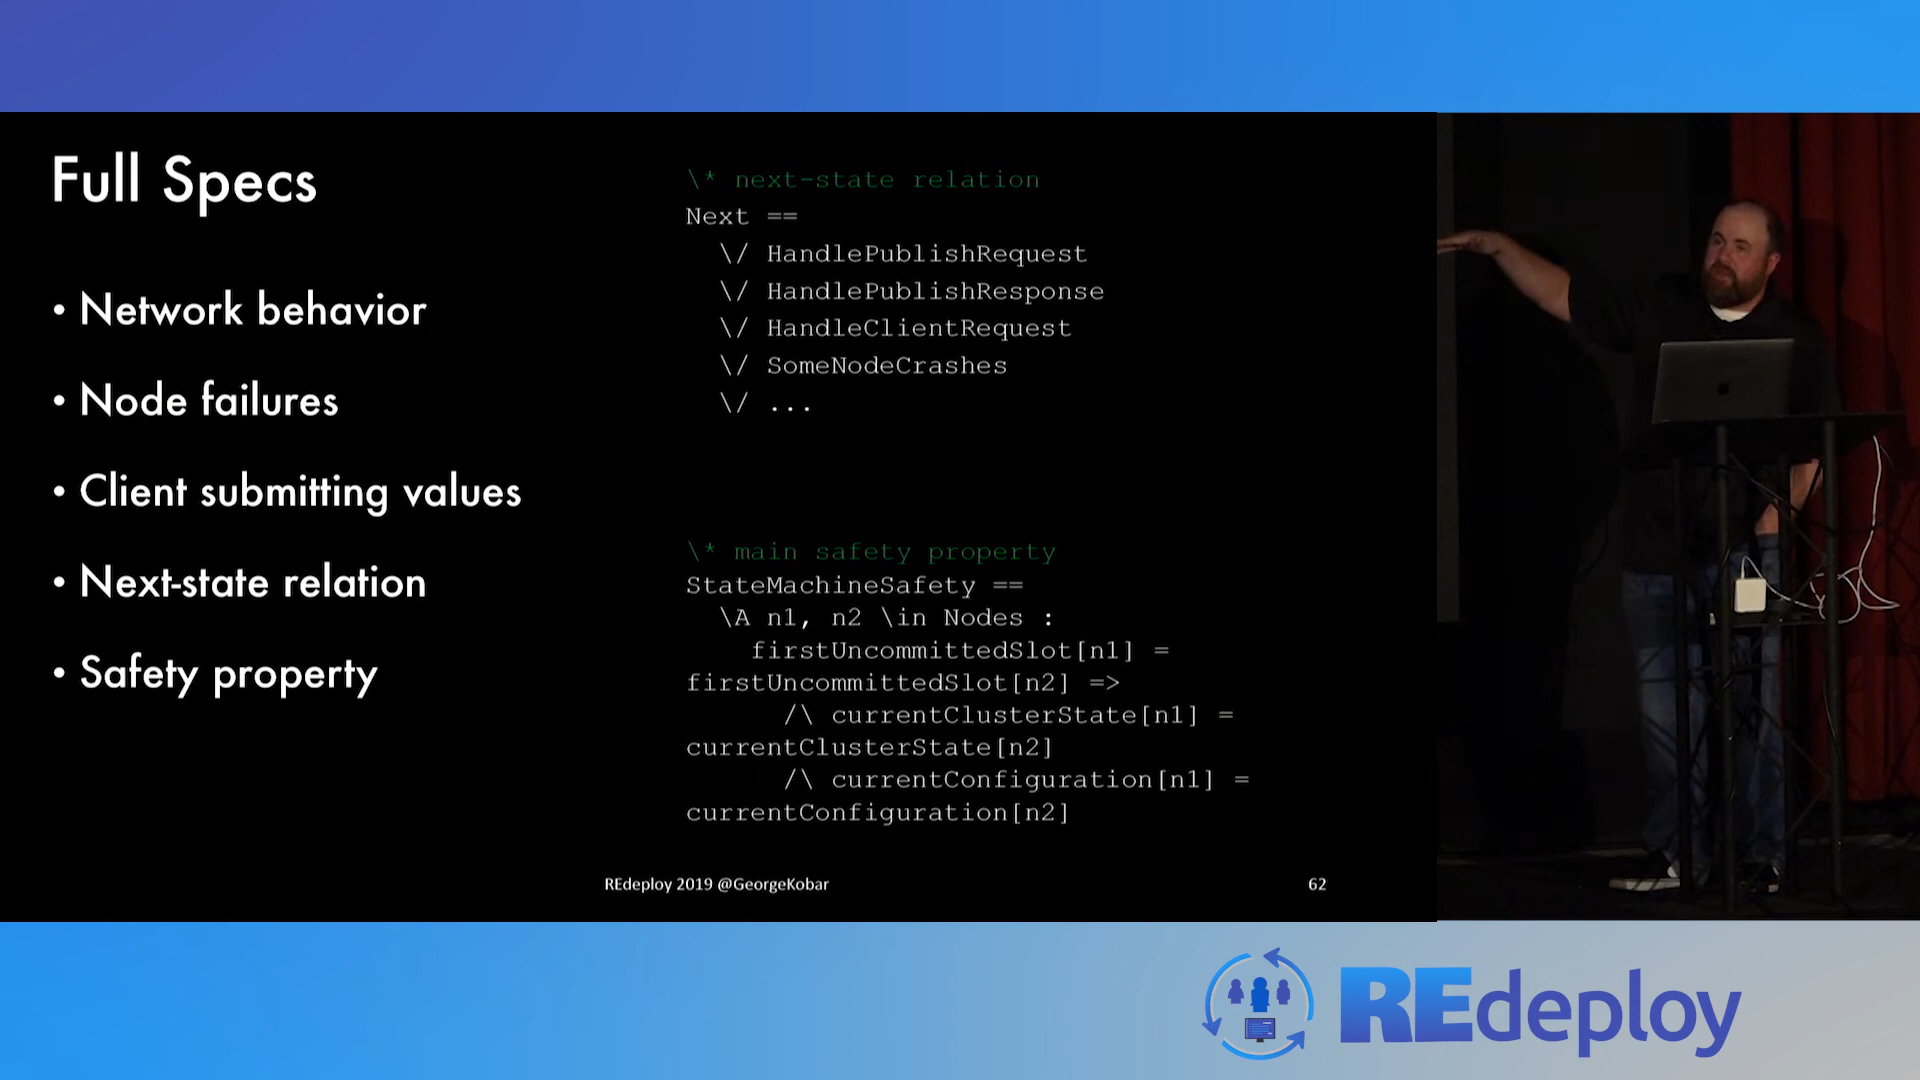 Full Specs
• Network behavior
• Node failures
• Client submitting values
• Next-state relation
• Safety property
\* next-state relation
Next ==
\/ HandlePublishRequest
\/ HandlePublishResponse
\/ HandleClientRequest
\/ SomeNodeCrashes
\/ ...
\* main safety property
StateMachineSafety ==
\A n1, n2 \in Nodes :
firstUncommittedSlot[n1] =
firstUncommittedSlot[n2] =>
/\ currentClusterState[n1] =
currentClusterState[n2]
/\ currentConfiguration[n1] =
currentConfiguration[n2]
REdeploy 2019 @GeorgeKobar
62
REdeploy